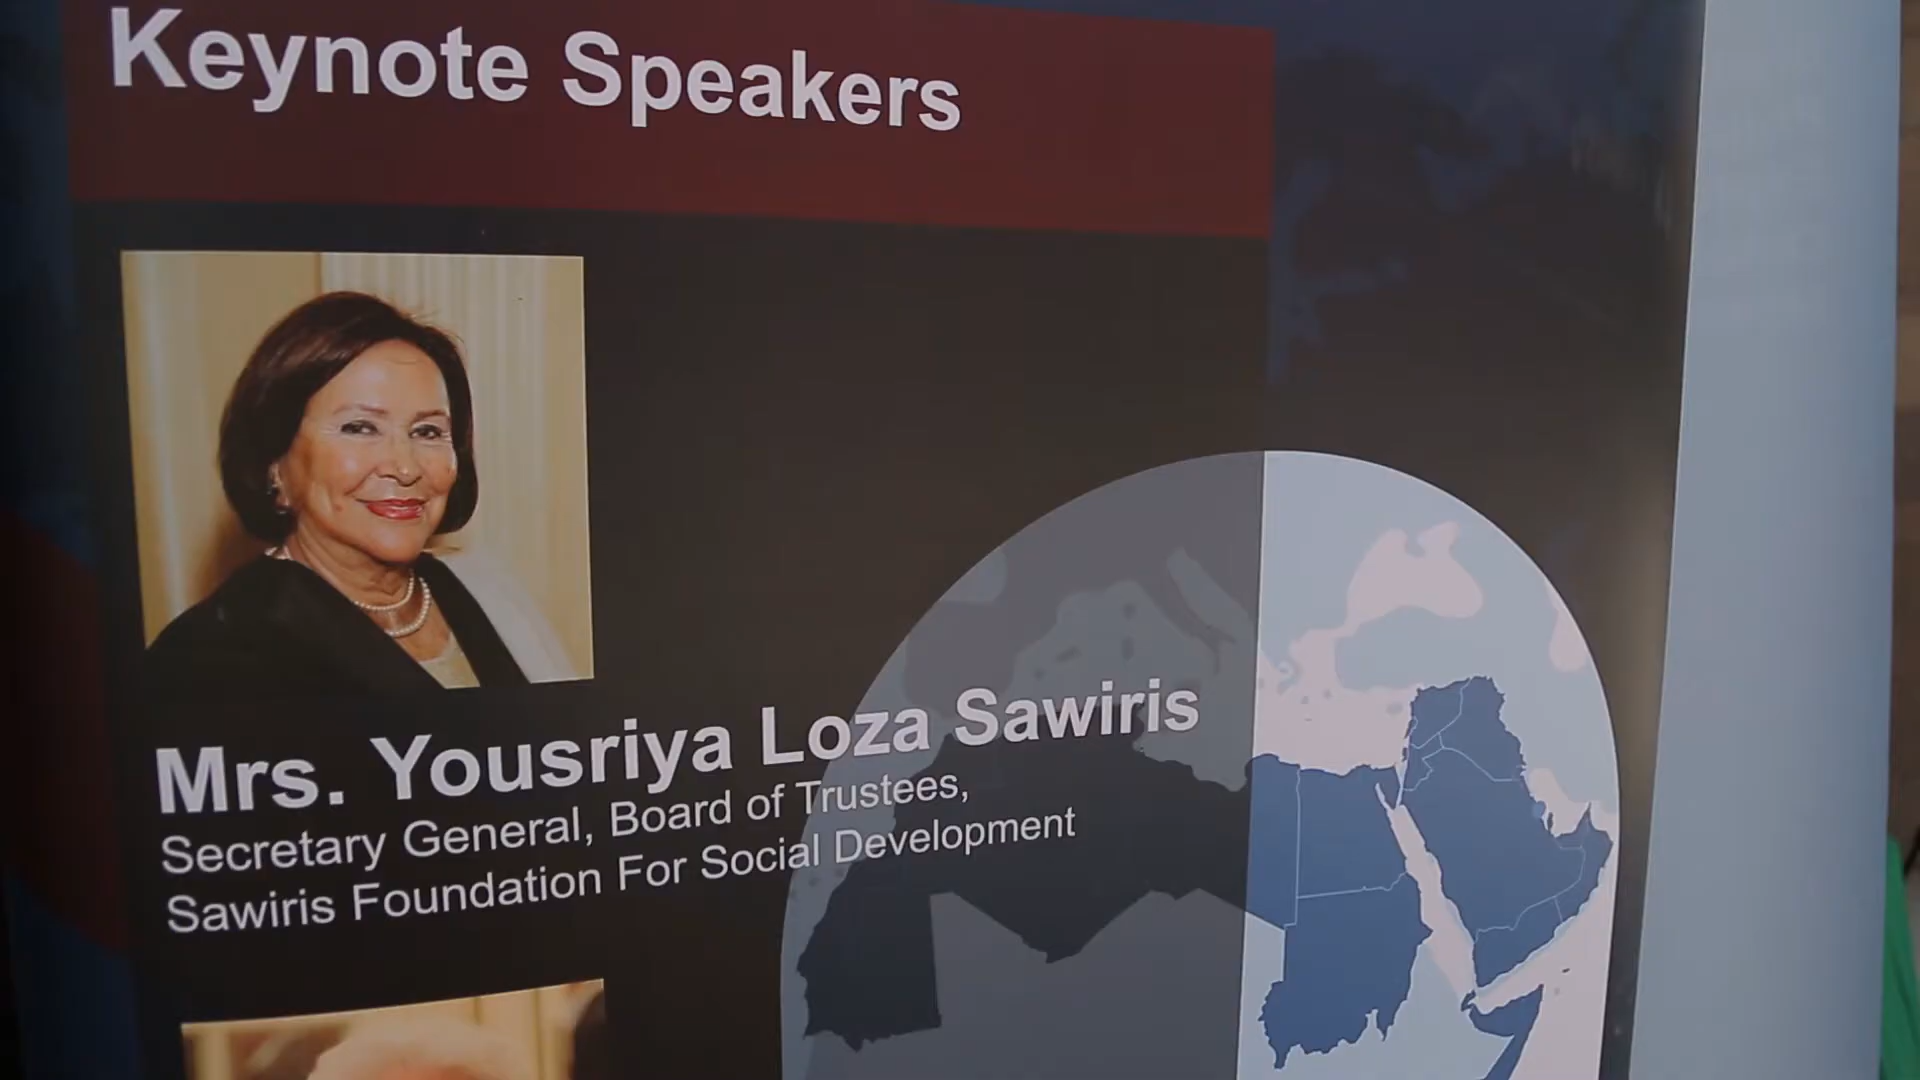 Keynote Speakers
Mrs. Yousriya Loza Sawiris
Secretary General, Board of Trustees,
Sawiris Foundation For Social Development